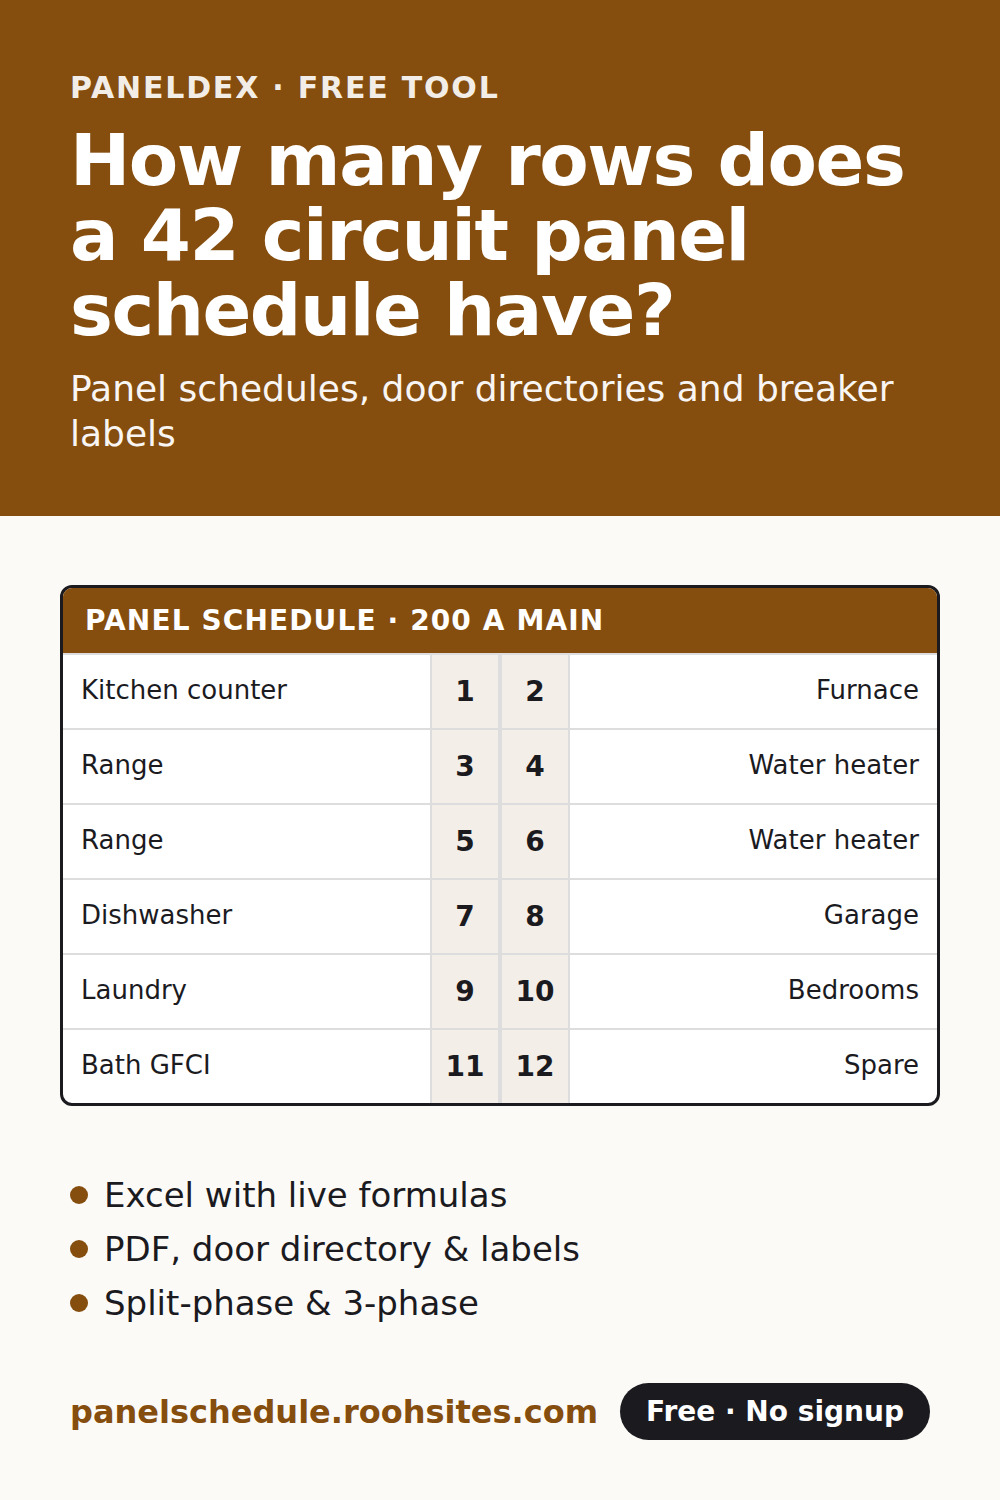 PANELDEX · FREE TOOL
How many rows does
a 42 circuit panel
schedule have?
Panel schedules, door directories and breaker
labels
PANEL SCHEDULE · 200 A MAIN
Kitchen counter 1 2 Furnace
Range 3 4 Water heater
Range 5 6 Water heater
Dishwasher 7 8 Garage
Laundry 9 10 Bedrooms
Bath GFCI 11 12 Spare
Excel with live formulas
PDF, door directory & labels
Split-phase & 3-phase
panelschedule.roohsites.com Free · No signup